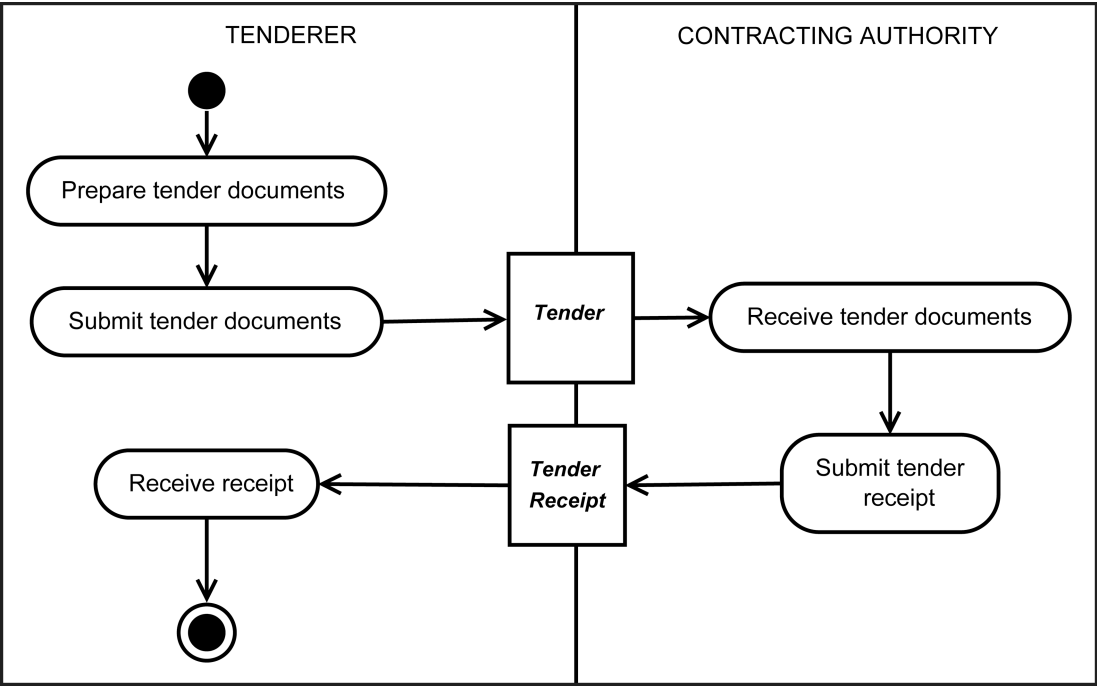 TENDERER
CONTRACTING AUTHORITY
Prepare tender documents
Submit tender documents
Tender
Receive tender documents
Receive receipt
Tender
Receipt
Submit tender
receipt